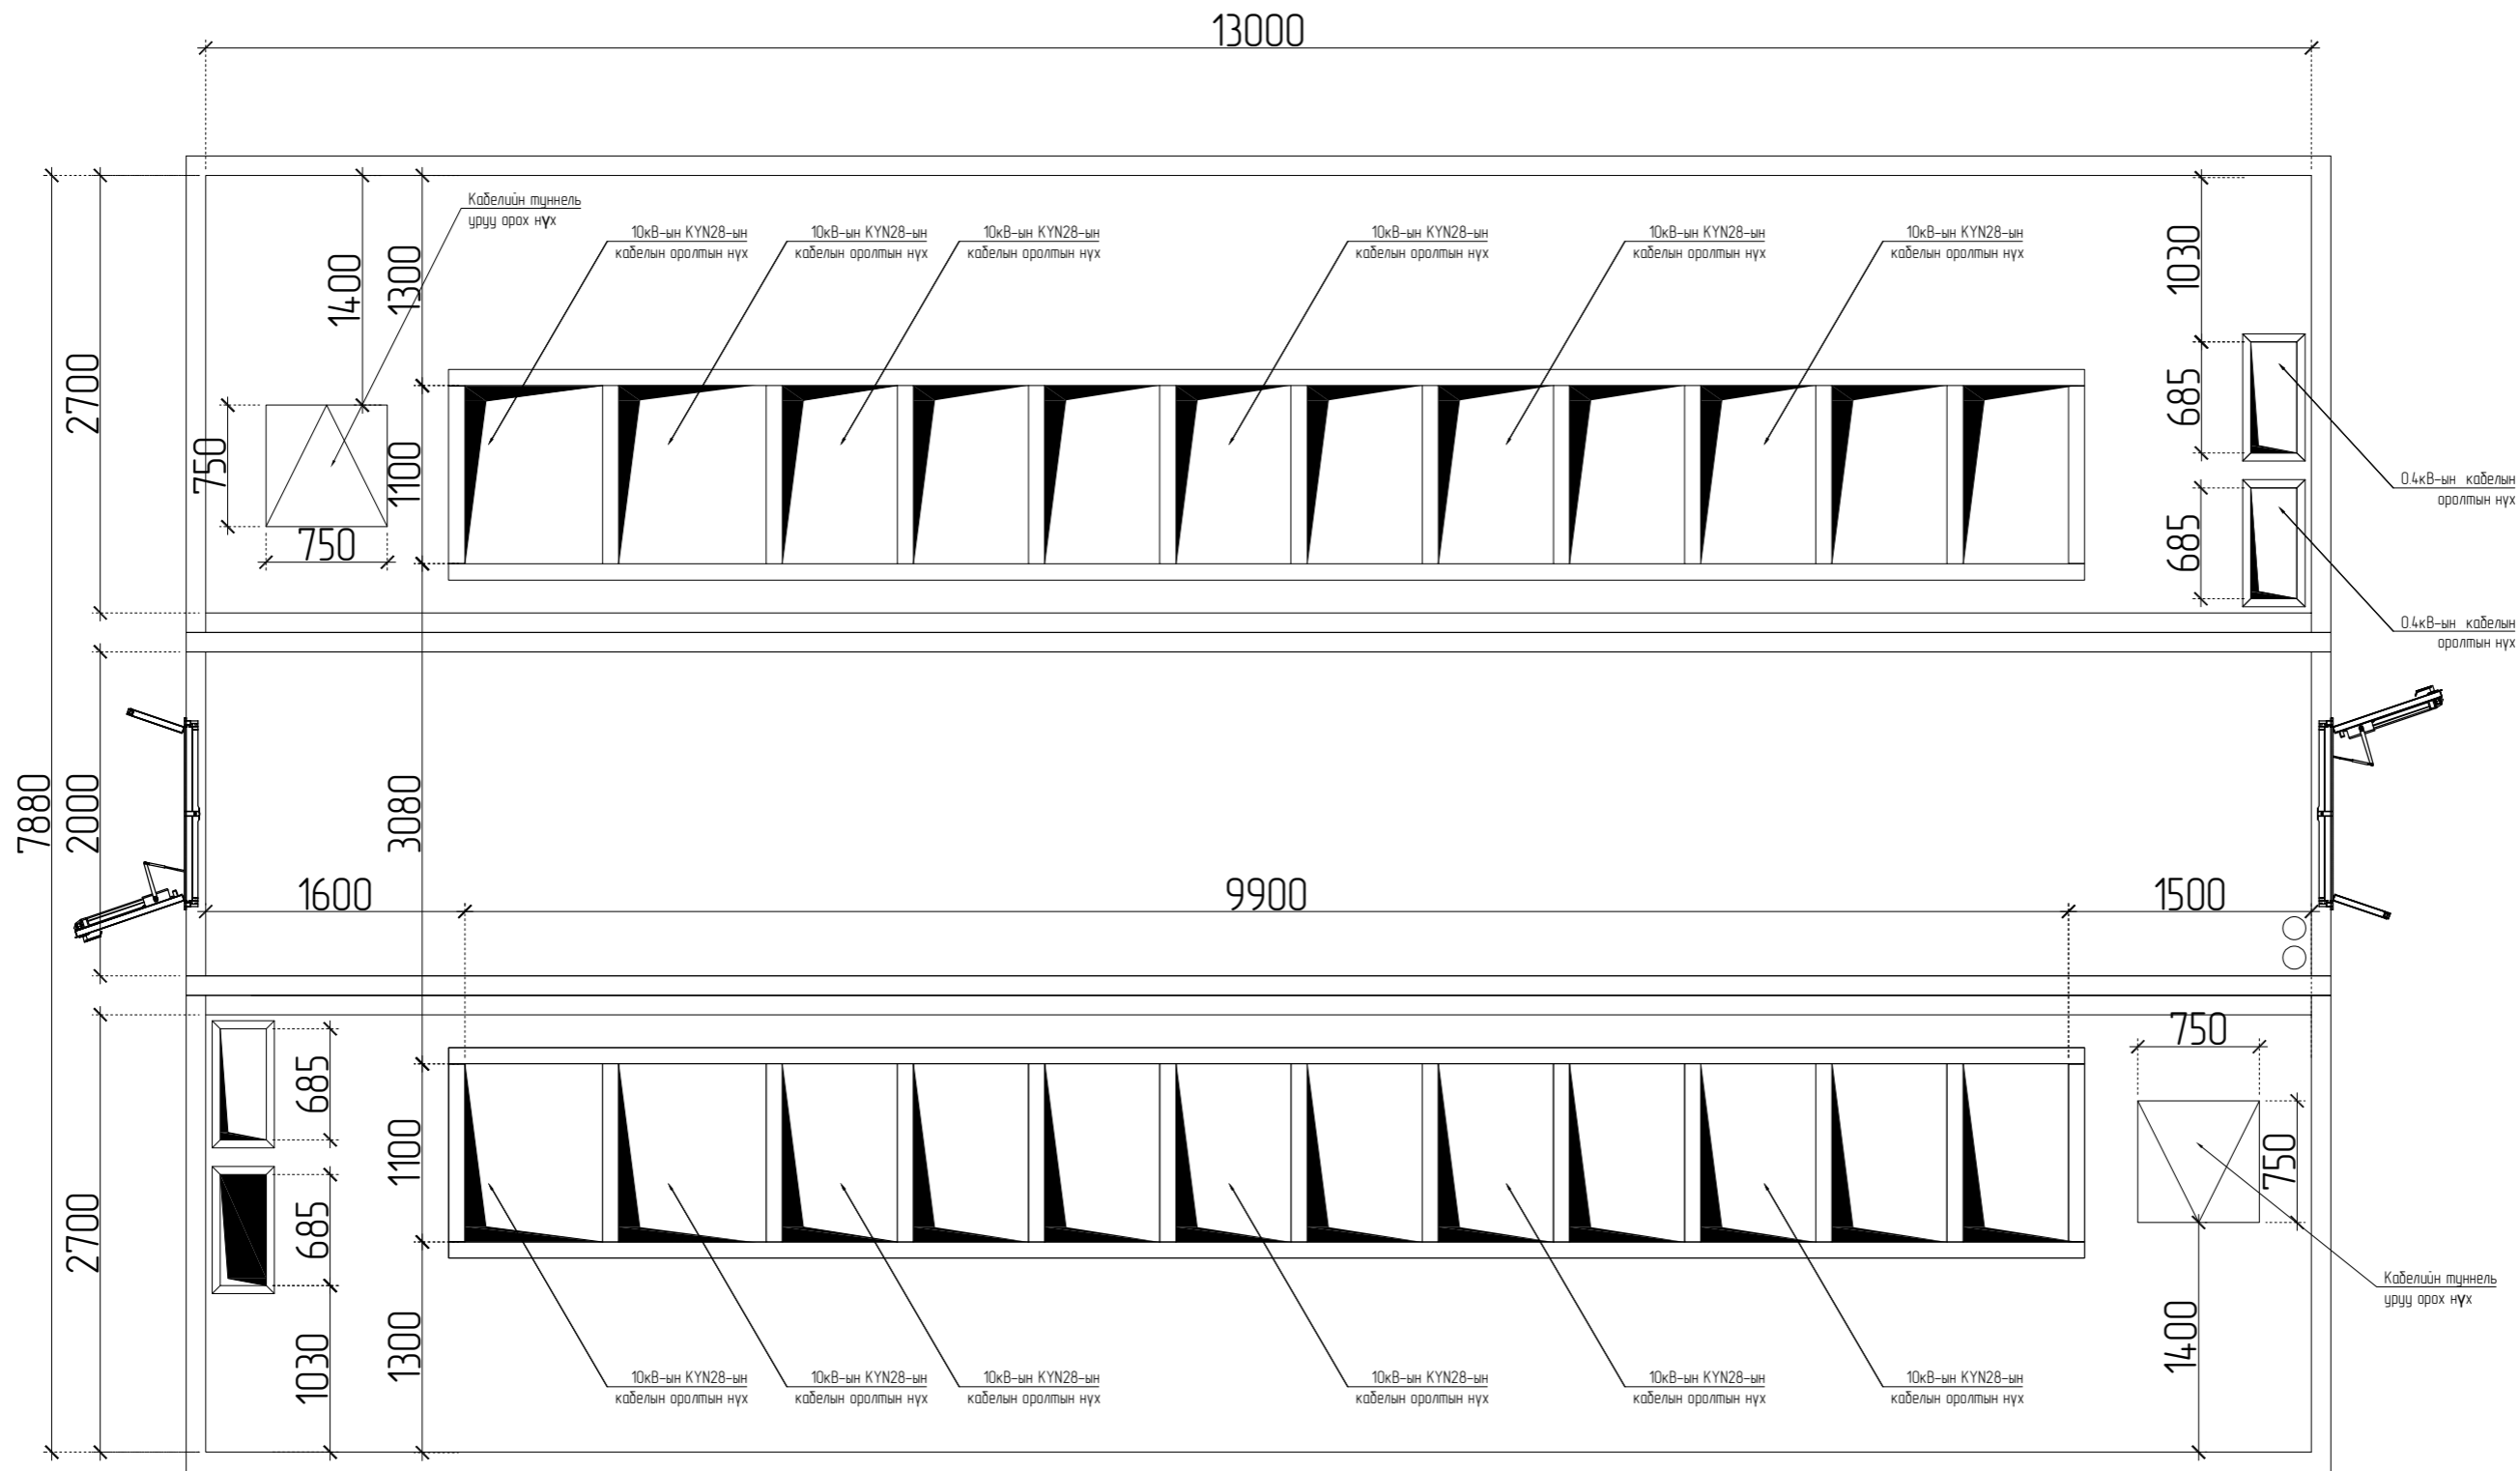 13000
Кабелийн туннель
уруу орох нүх
10кВ-ын KYN28-ын
кабелын оролтын нүх
10кВ-ын KYN28-ын
кабелын оролтын нүх
10кВ-ын KYN28-ын
кабелын оролтын нүх
10кВ-ын KYN28-ын
кабелын оролтын нүх
10кВ-ын KYN28-ын
кабелын оролтын нүх
10кВ-ын KYN28-ын
кабелын оролтын нүх
1400
1300
1030
2700
685
750
1100
750
685
0.4кВ-ын кабелын
оролтын нүх
0.4кВ-ын кабелын
оролтын нүх
7880
2000
3080
1600
9900
1500
685
1100
750
750
2700
685
Кабелийн туннель
уруу орох нүх
1030
1300
1400
10кВ-ын KYN28-ын
кабелын оролтын нүх
10кВ-ын KYN28-ын
кабелын оролтын нүх
10кВ-ын KYN28-ын
кабелын оролтын нүх
10кВ-ын KYN28-ын
кабелын оролтын нүх
10кВ-ын KYN28-ын
кабелын оролтын нүх
10кВ-ын KYN28-ын
кабелын оролтын нүх